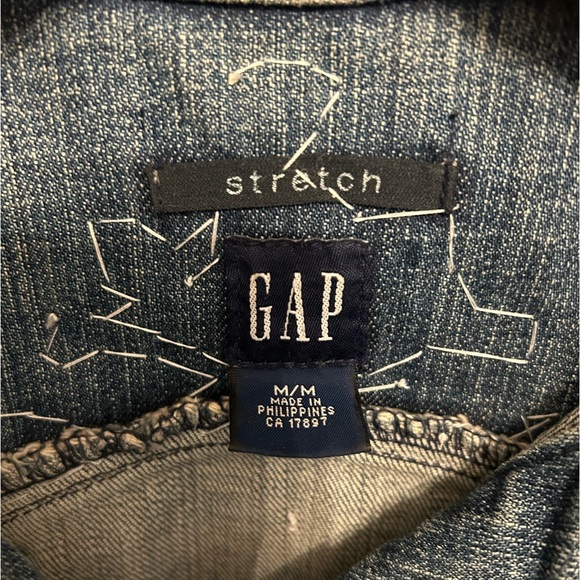 stretch
GAP
M/M
MADE IN
PHILIPPINES
CA 17897